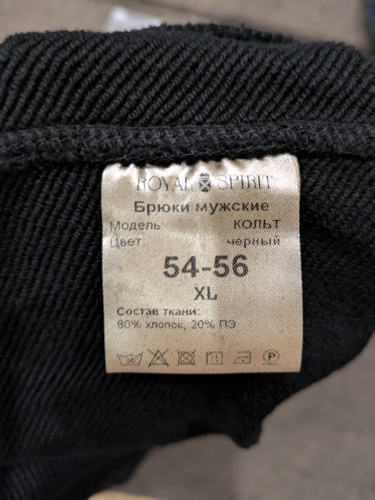 ROYAL SPIRIT
Брюки мужские
Модель: КОЛЬТ
Цвет: черный
54-56
XL
Состав ткани:
80% хлопок, 20% ПЭ